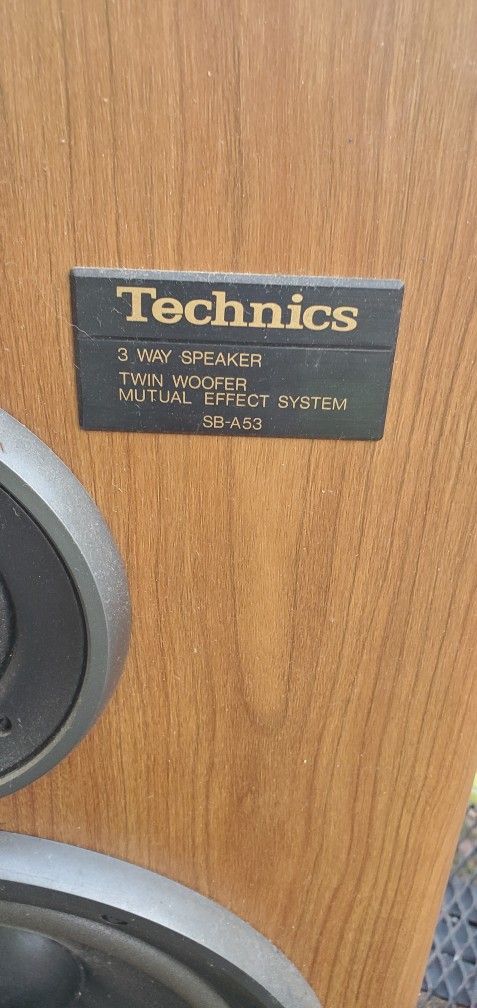 Technics
3 WAY SPEAKER
TWIN WOOFER
MUTUAL EFFECT SYSTEM
SB-A53